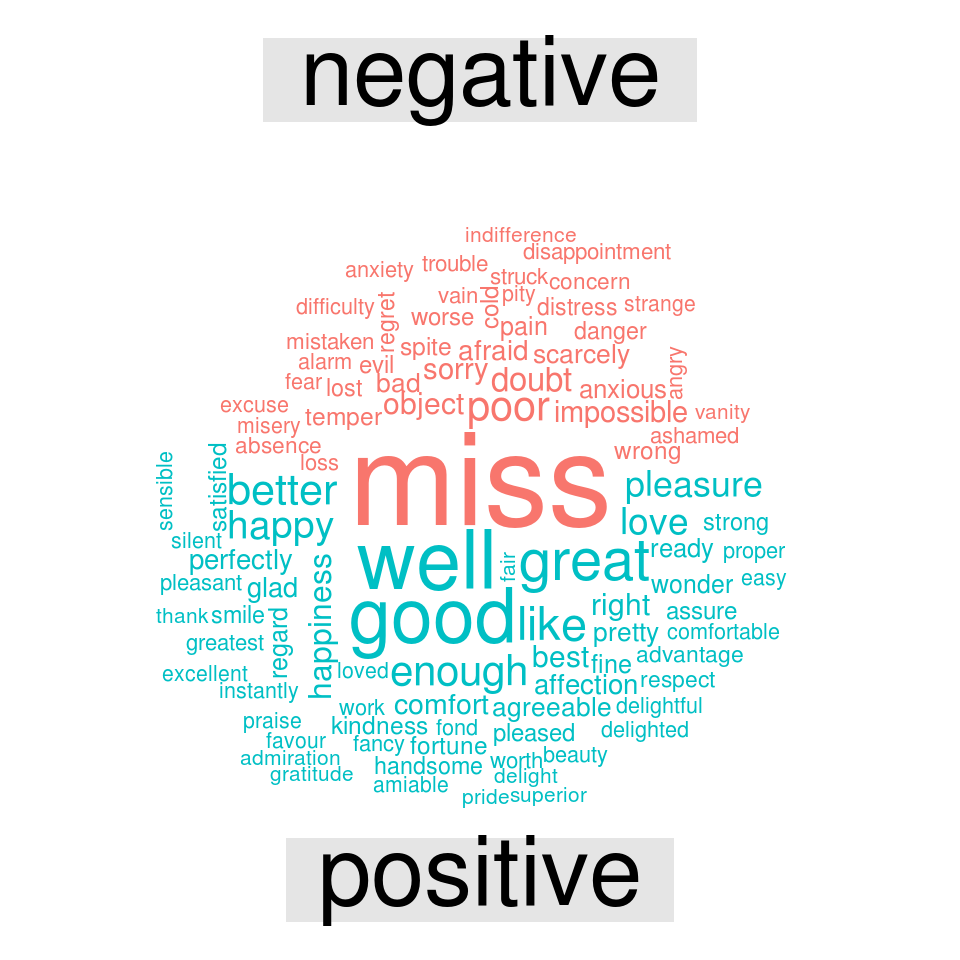 negative
indifference
disappointment
anxiety trouble struck concern
difficulty regret vain cold pity distress strange
worse pain danger
mistaken spite afraid scarcely
alarm evil sorry doubt angry
fear lost bad anxious
excuse temper object poor impossible vanity
misery ashamed
absence wrong
loss miss
sensible satisfied better pleasure
happy love strong
silent well great ready proper
perfectly fair
pleasant glad wonder easy
thank smile happiness good like right assure
greatest regard pretty comfortable
excellent loved enough best fine advantage
instantly affection respect
work comfort agreeable delightful
praise kindness fond pleased delighted
favour fancy fortune
admiration handsome worth beauty
gratitude amiable delight
pride superior
positive